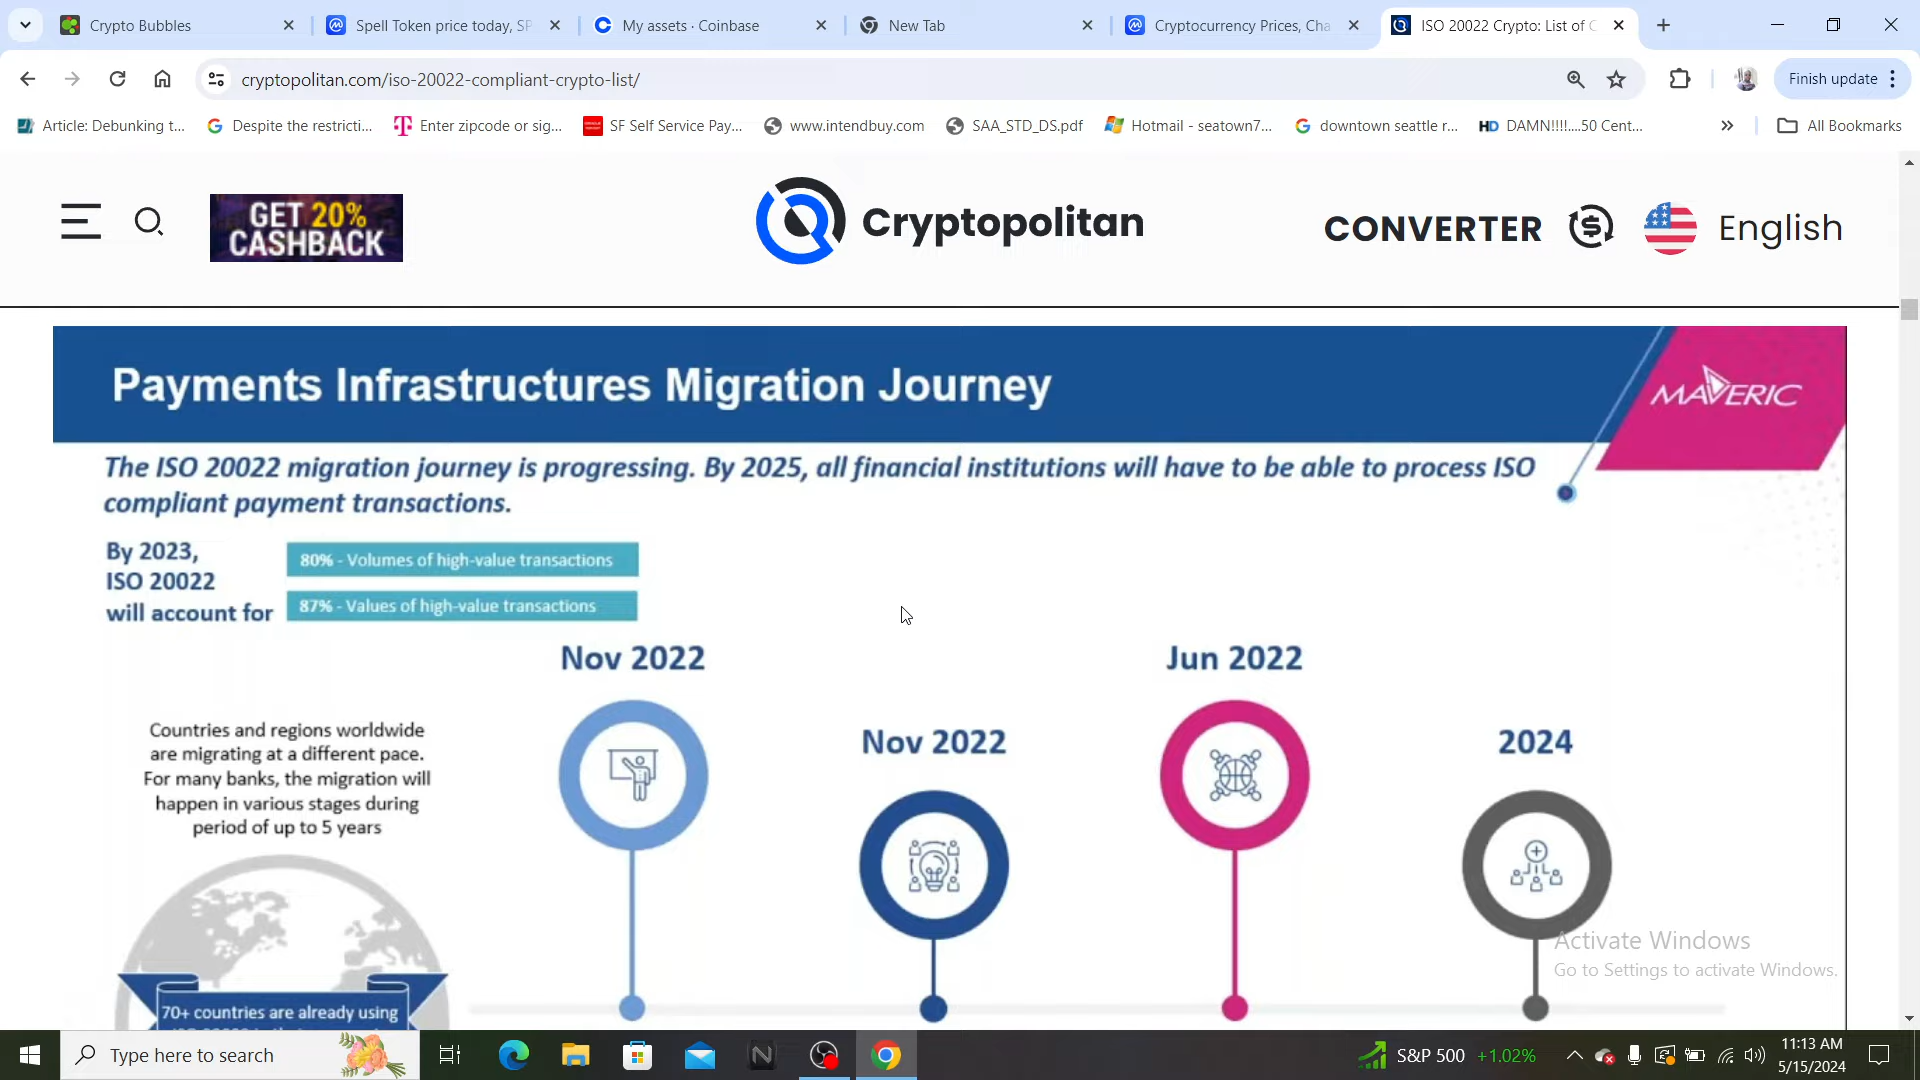 Crypto Bubbles
Spell Token price today, SP
My assets · Coinbase
New Tab
Cryptocurrency Prices, Cha
ISO 20022 Crypto: List of C
cryptopolitan.com/iso-20022-compliant-crypto-list/
Finish update
Article: Debunking t...
Despite the restricti...
Enter zipcode or sig...
SF Self Service Pay...
www.intendbuy.com
SAA_STD_DS.pdf
Hotmail - seatown7...
downtown seattle r...
HD
DAMN!!!!....50 Cent...
All Bookmarks
GET 20%
CASHBACK
Cryptopolitan
CONVERTER
English
Payments Infrastructures Migration Journey
MAVERIC
The ISO 20022 migration journey is progressing. By 2025, all financial institutions will have to be able to process ISO
compliant payment transactions.
By 2023,
ISO 20022
will account for
80% - Volumes of high-value transactions
87% - Values of high-value transactions
Nov 2022
Jun 2022
Nov 2022
2024
Countries and regions worldwide
are migrating at a different pace.
For many banks, the migration will
happen in various stages during
period of up to 5 years
70+ countries are already using
Activate Windows
Go to Settings to activate Windows.
Type here to search
S&P 500 +1.02%
11:13 AM
5/15/2024